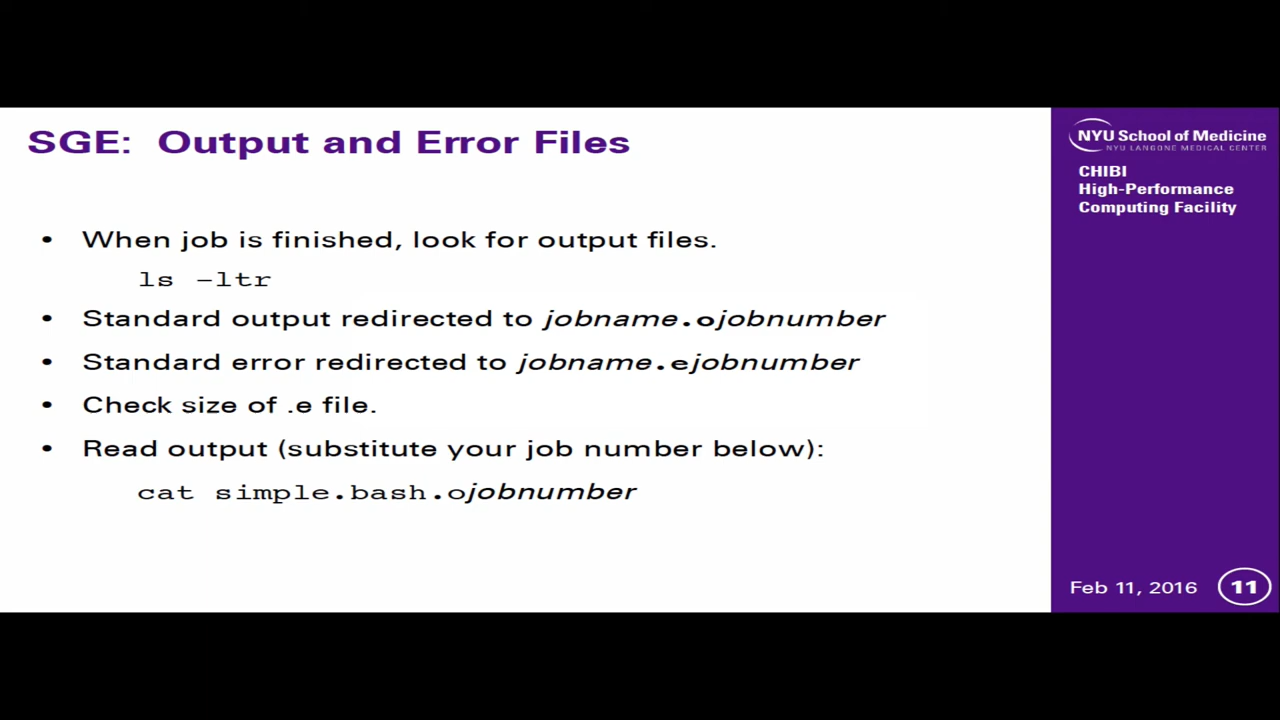 SGE: Output and Error Files
NYU School of Medicine
NYU LANGONE MEDICAL CENTER
CHIBI
High-Performance
Computing Facility
• When job is finished, look for output files.
ls –ltr
• Standard output redirected to jobname.ojobnumber
• Standard error redirected to jobname.ejobnumber
• Check size of .e file.
• Read output (substitute your job number below):
cat simple.bash.ojobnumber
Feb 11, 2016
11